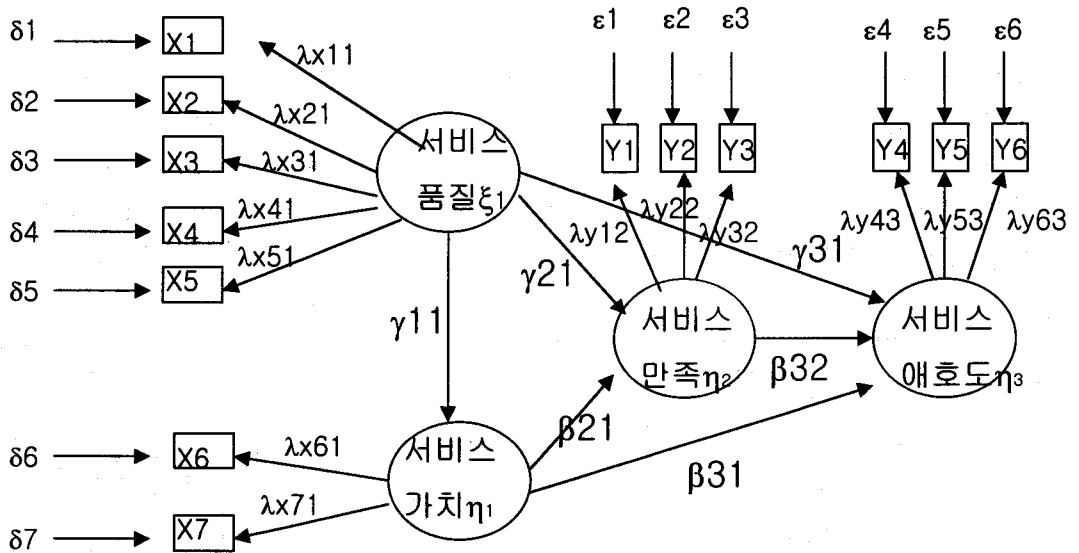 δ1
X1
λx11
δ2
X2
λx21
δ3
X3
λx31
δ4
X4
λx41
δ5
X5
λx51
서비스
품질ξ1
ε1
ε2
ε3
Y1
Y2
Y3
λy12
λy22
λy32
ε4
ε5
ε6
Y4
Y5
Y6
λy43
λy53
λy63
γ11
γ21
γ31
서비스
만족η2
β32
서비스
애호도η3
β21
β31
서비스
가치η1
δ6
X6
λx61
δ7
X7
λx71